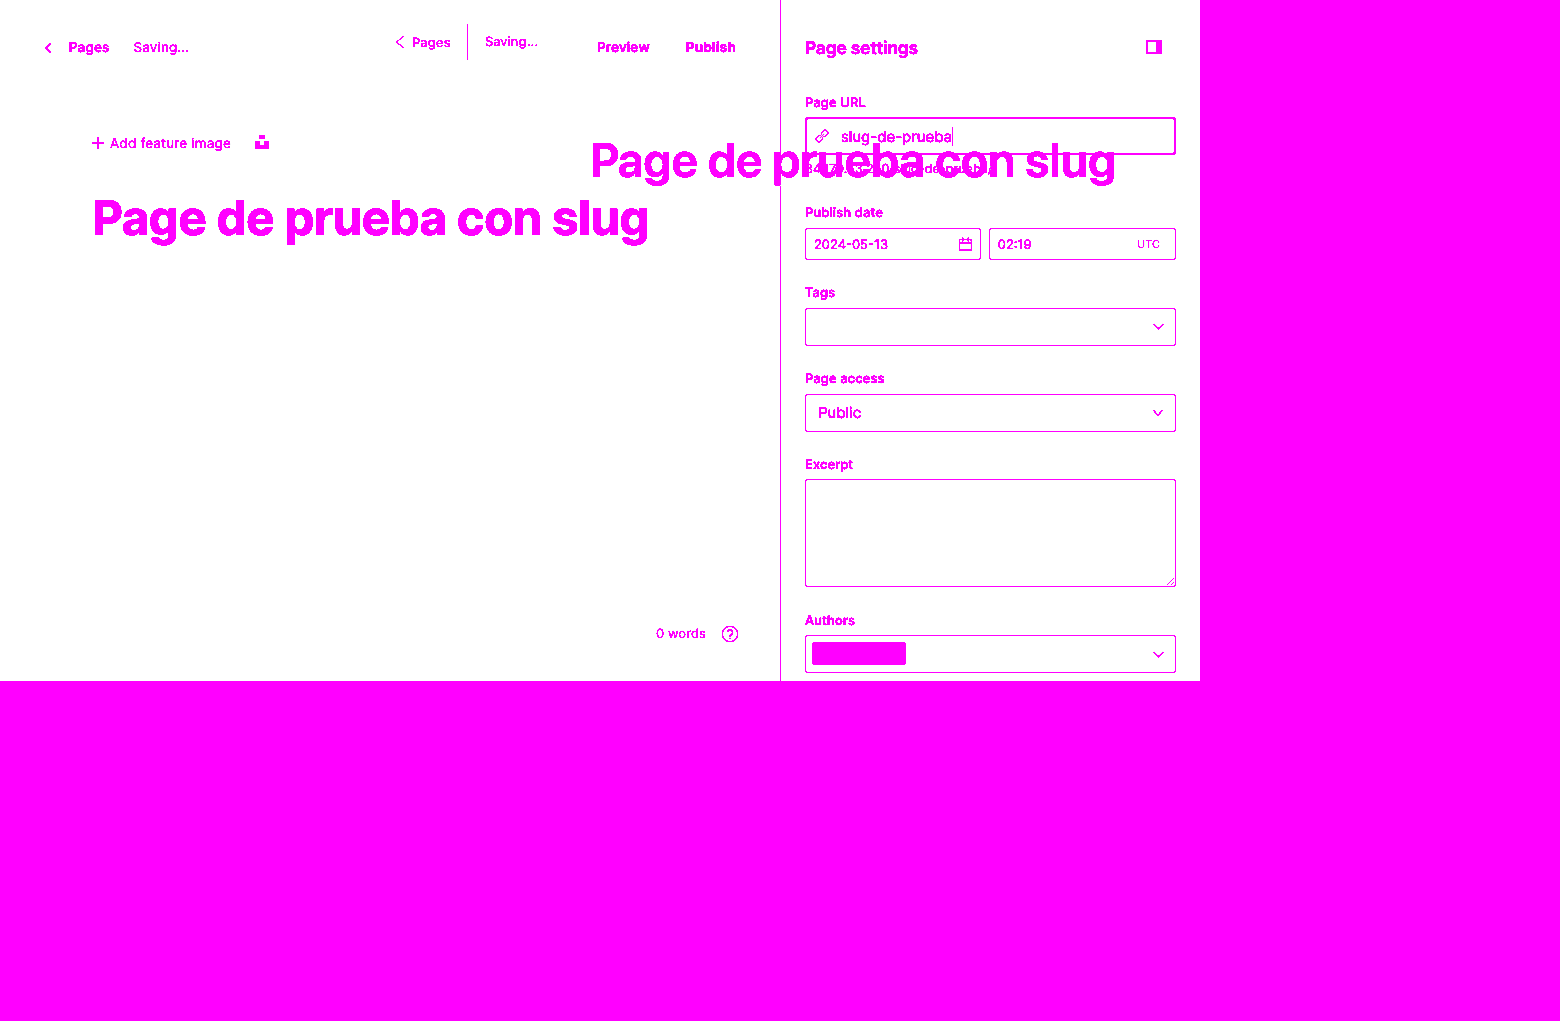 Pages Saving... Pages Saving... Preview Publish
Add feature image
Page de prueba con slug
Page de prueba con slug
0 words
Page settings
Page URL
slug-de-prueba
Publish date
2024-05-13 02:19 UTC
Tags
Page access
Public
Excerpt
Authors